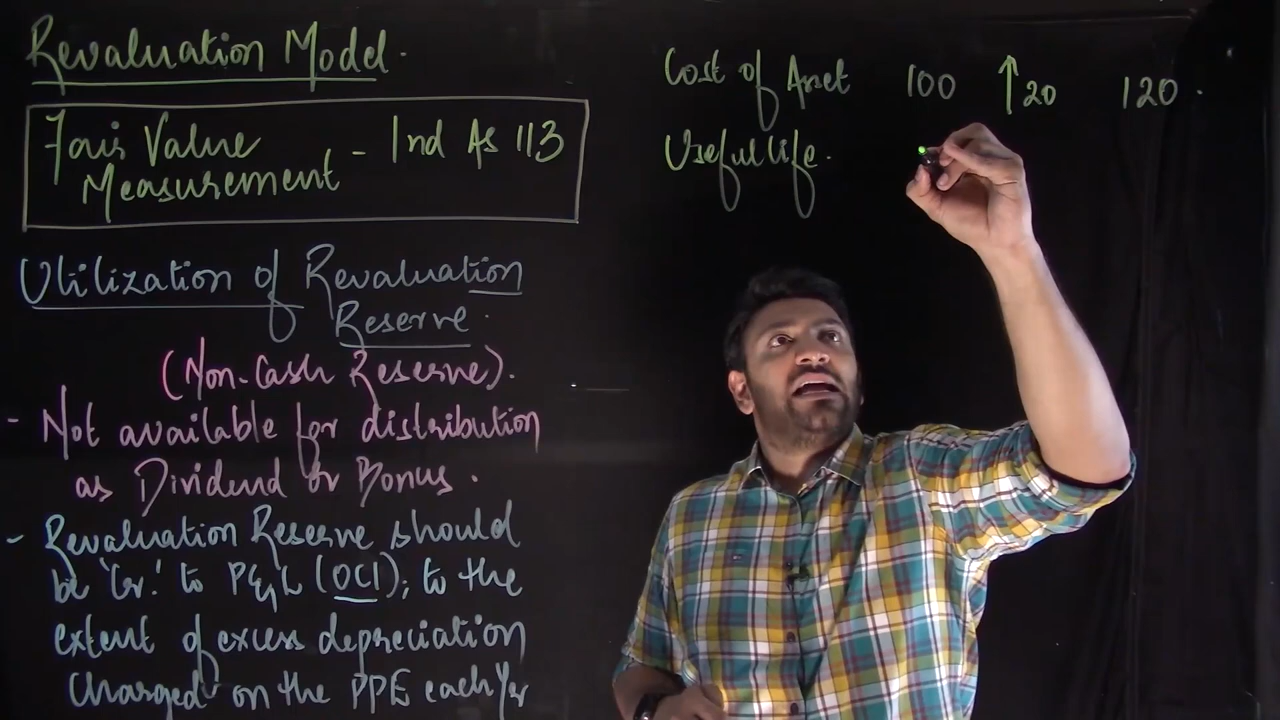 Revaluation Model.
Fair Value
Measurement - Ind As 113
Utilization of Revaluation
Reserve.
(Non-Cash Reserve).
- Not available for distribution
as Dividend or Bonus.
- Revaluation Reserve should
be 'Cr.' to P&L (OCI); to the
extent of excess depreciation
charged on the PPE each Yr
Cost of Asset 100 ↑20 120.
Useful life.